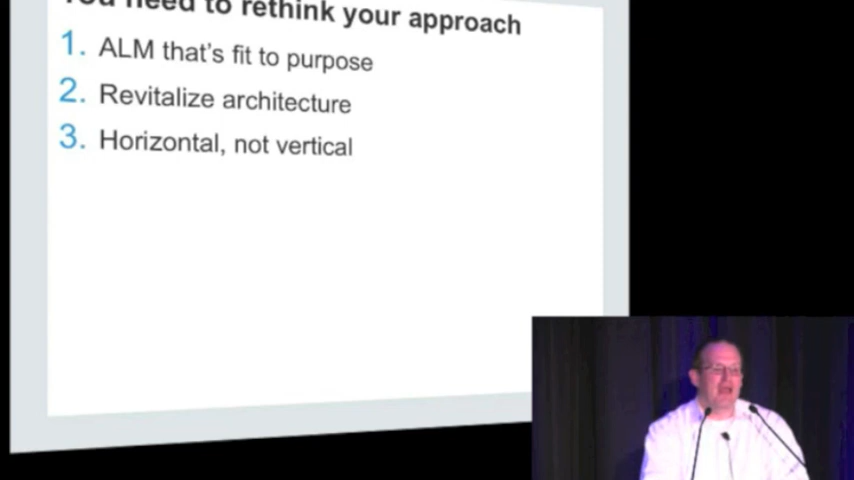 You need to rethink your approach
1. ALM that's fit to purpose
2. Revitalize architecture
3. Horizontal, not vertical